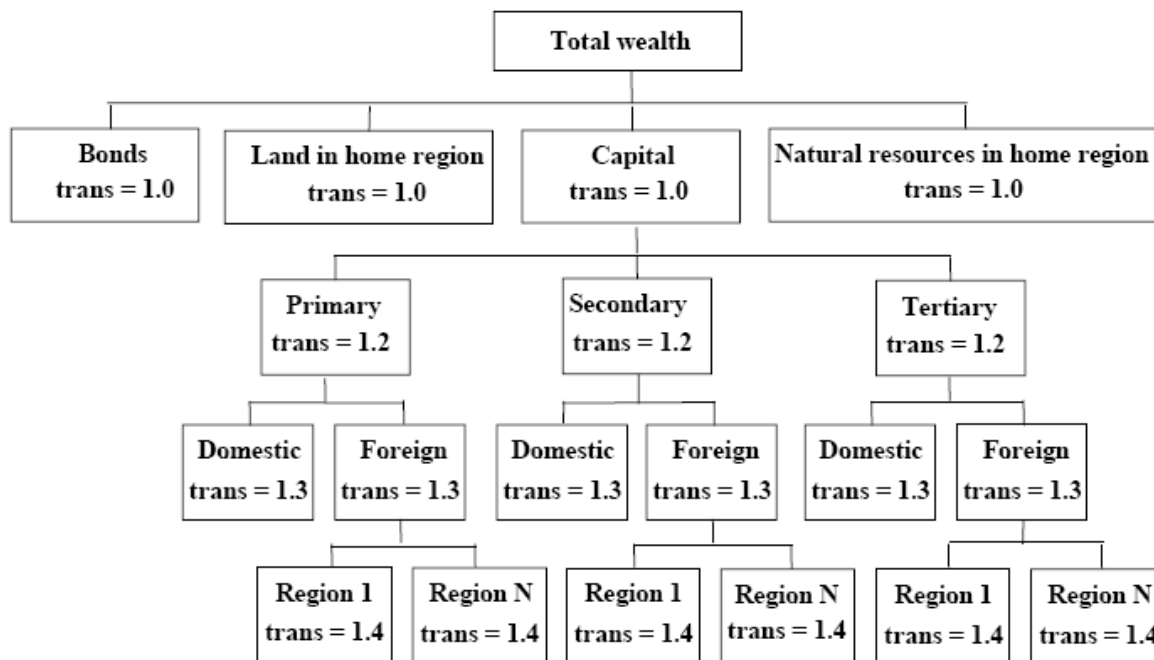 Total wealth
Bonds
trans = 1.0
Land in home region
trans = 1.0
Capital
trans = 1.0
Natural resources in home region
trans = 1.0
Primary
trans = 1.2
Secondary
trans = 1.2
Tertiary
trans = 1.2
Domestic
trans = 1.3
Foreign
trans = 1.3
Domestic
trans = 1.3
Foreign
trans = 1.3
Domestic
trans = 1.3
Foreign
trans = 1.3
Region 1
trans = 1.4
Region N
trans = 1.4
Region 1
trans = 1.4
Region N
trans = 1.4
Region 1
trans = 1.4
Region N
trans = 1.4